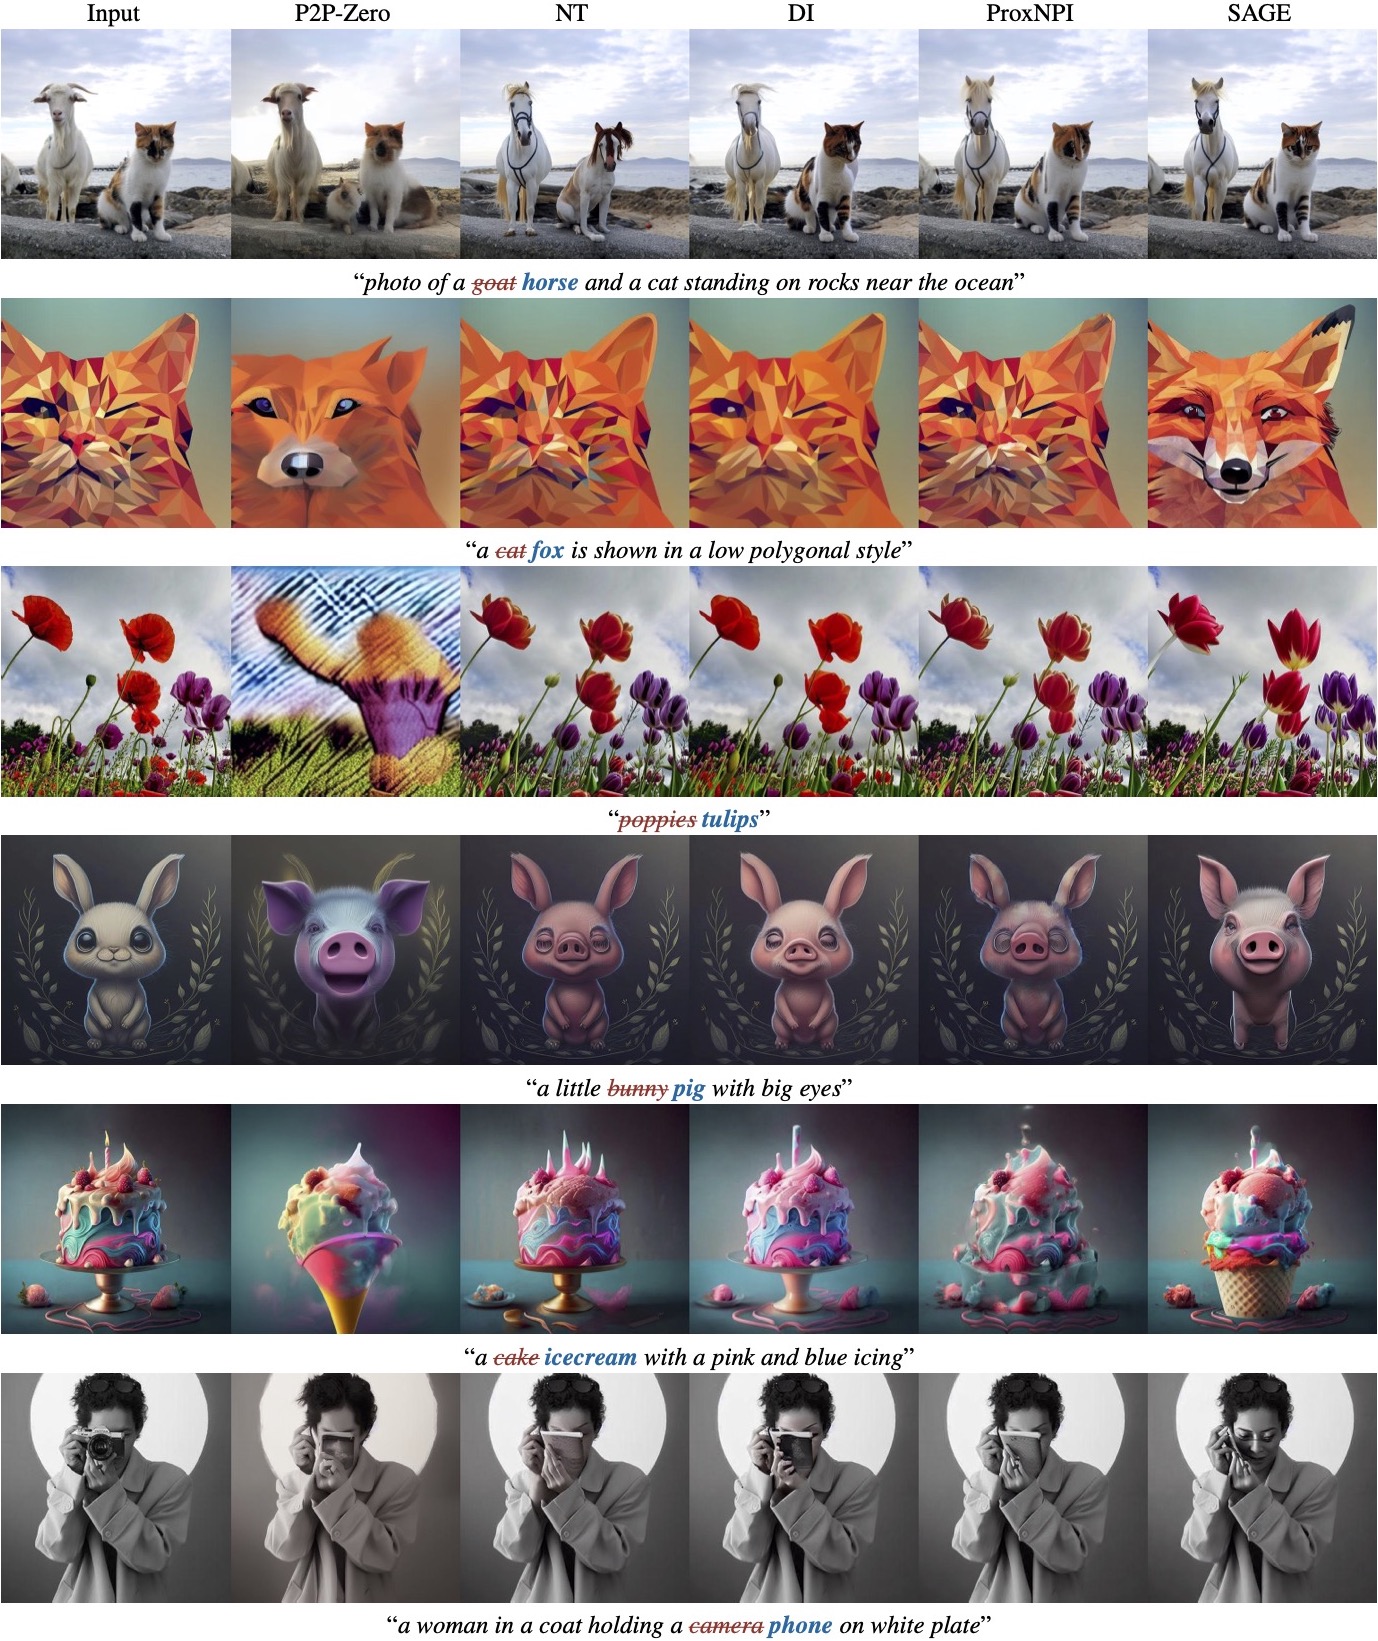 Input P2P-Zero NT DI ProxNPI SAGE
“photo of a goat horse and a cat standing on rocks near the ocean”
“a cat fox is shown in a low polygonal style”
“poppies tulips”
“a little bunny pig with big eyes”
“a cake icecream with a pink and blue icing”
“a woman in a coat holding a camera phone on white plate”